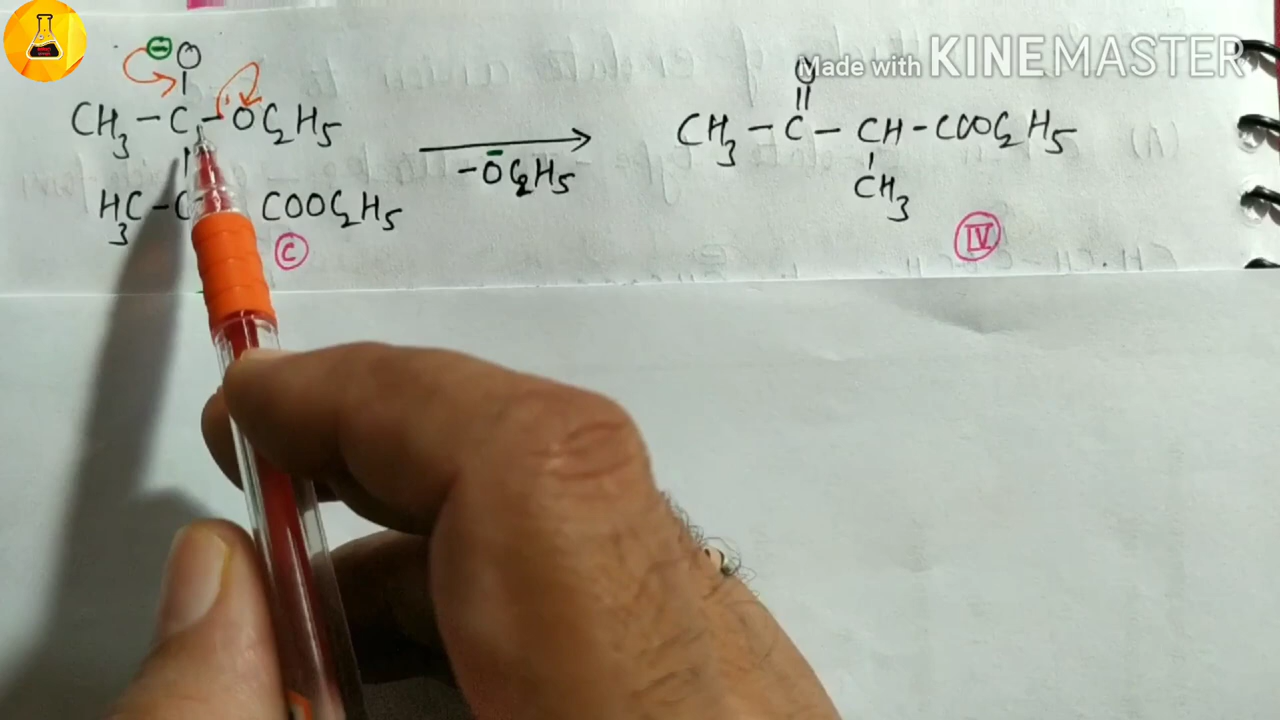 ⊖ O
Made with KINEMASTER
O
CH3 – C – OC2H5
CH3 – C – CH – COOC2H5
– ŌC2H5
CH3
H3C – C
COOC2H5
C
IV